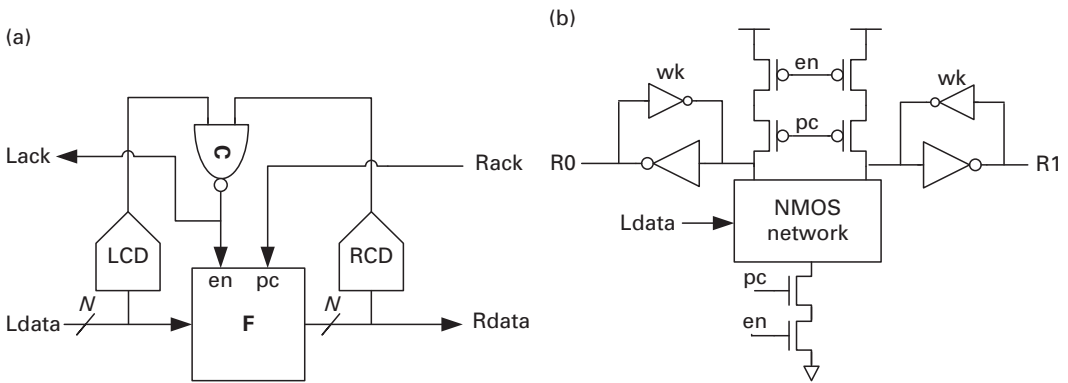 (a)
C
Lack
Rack
LCD
RCD
en pc
N
N
Ldata
F
Rdata
(b)
wk
en
wk
pc
R0
R1
Ldata
NMOS
network
pc
en